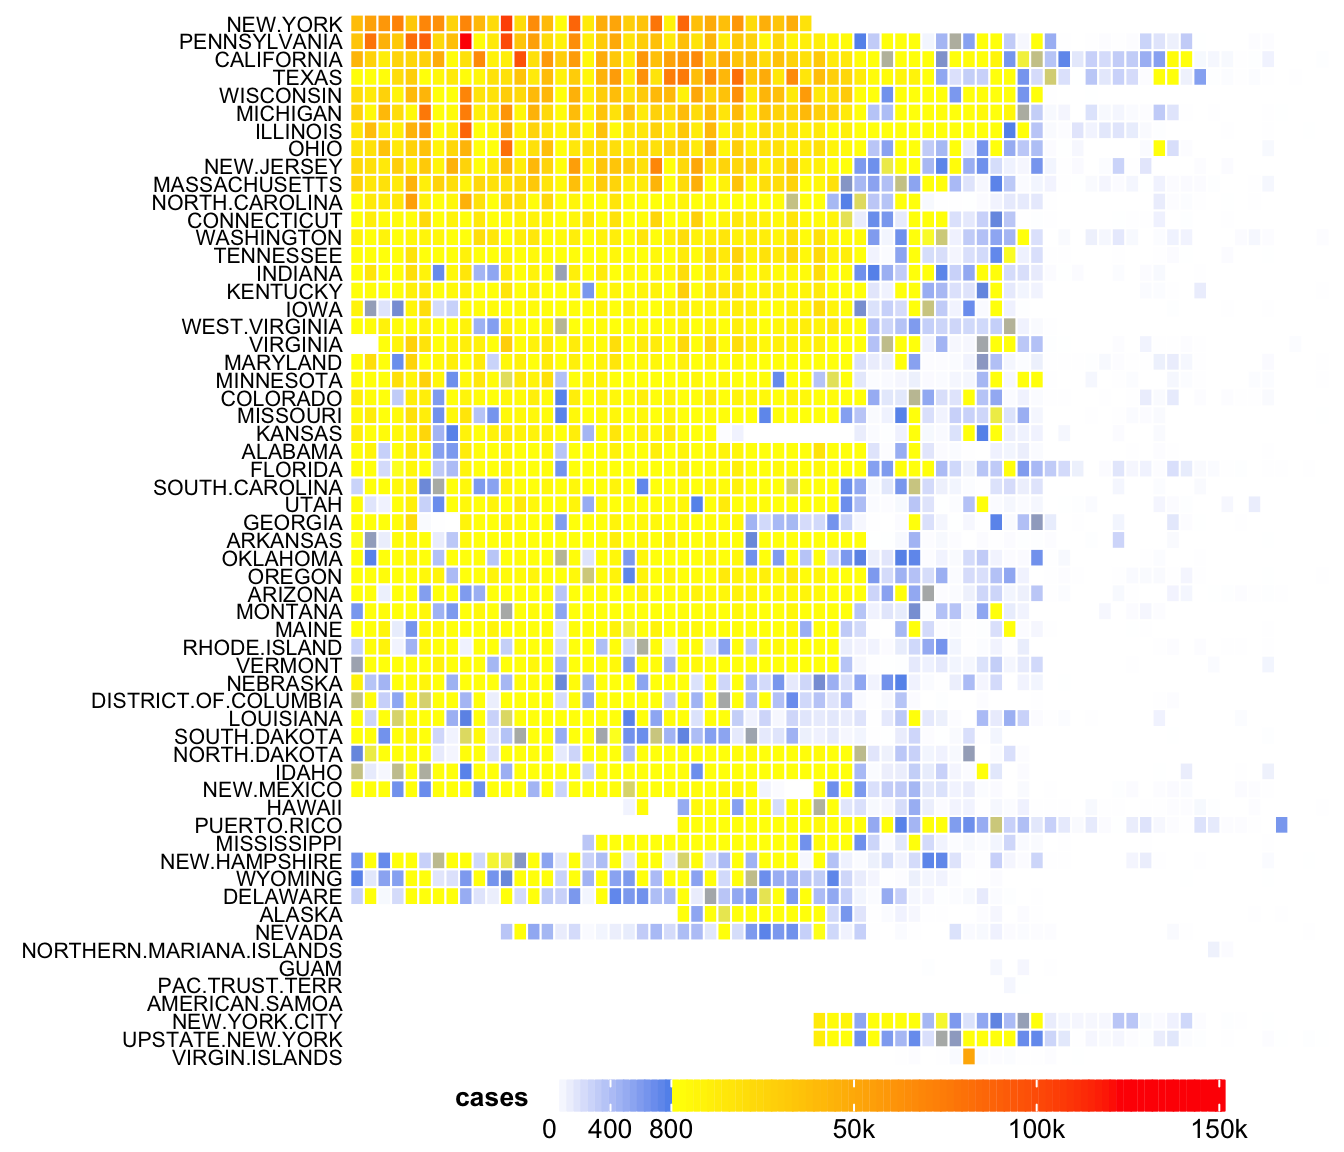 NEW.YORK
PENNSYLVANIA
CALIFORNIA
TEXAS
WISCONSIN
MICHIGAN
ILLINOIS
OHIO
NEW.JERSEY
MASSACHUSETTS
NORTH.CAROLINA
CONNECTICUT
WASHINGTON
TENNESSEE
INDIANA
KENTUCKY
IOWA
WEST.VIRGINIA
VIRGINIA
MARYLAND
MINNESOTA
COLORADO
MISSOURI
KANSAS
ALABAMA
FLORIDA
SOUTH.CAROLINA
UTAH
GEORGIA
ARKANSAS
OKLAHOMA
OREGON
ARIZONA
MONTANA
MAINE
RHODE.ISLAND
VERMONT
NEBRASKA
DISTRICT.OF.COLUMBIA
LOUISIANA
SOUTH.DAKOTA
NORTH.DAKOTA
IDAHO
NEW.MEXICO
HAWAII
PUERTO.RICO
MISSISSIPPI
NEW.HAMPSHIRE
WYOMING
DELAWARE
ALASKA
NEVADA
NORTHERN.MARIANA.ISLANDS
GUAM
PAC.TRUST.TERR
AMERICAN.SAMOA
NEW.YORK.CITY
UPSTATE.NEW.YORK
VIRGIN.ISLANDS
cases
0 400 800 50k 100k 150k